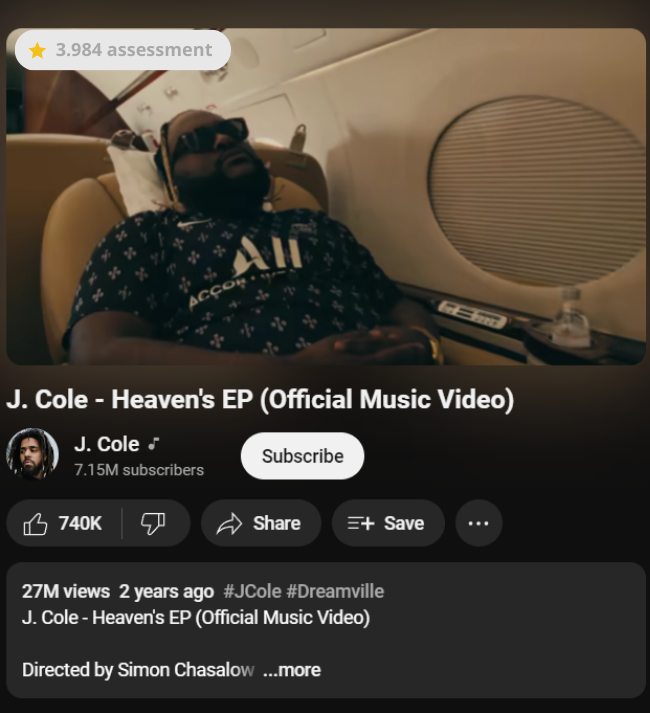 3.984 assessment
All
ACCOR
J. Cole - Heaven's EP (Official Music Video)
J. Cole
7.15M subscribers
Subscribe
740K
Share
Save
27M views 2 years ago #JCole #Dreamville
J. Cole - Heaven's EP (Official Music Video)
Directed by Simon Chasalow ...more